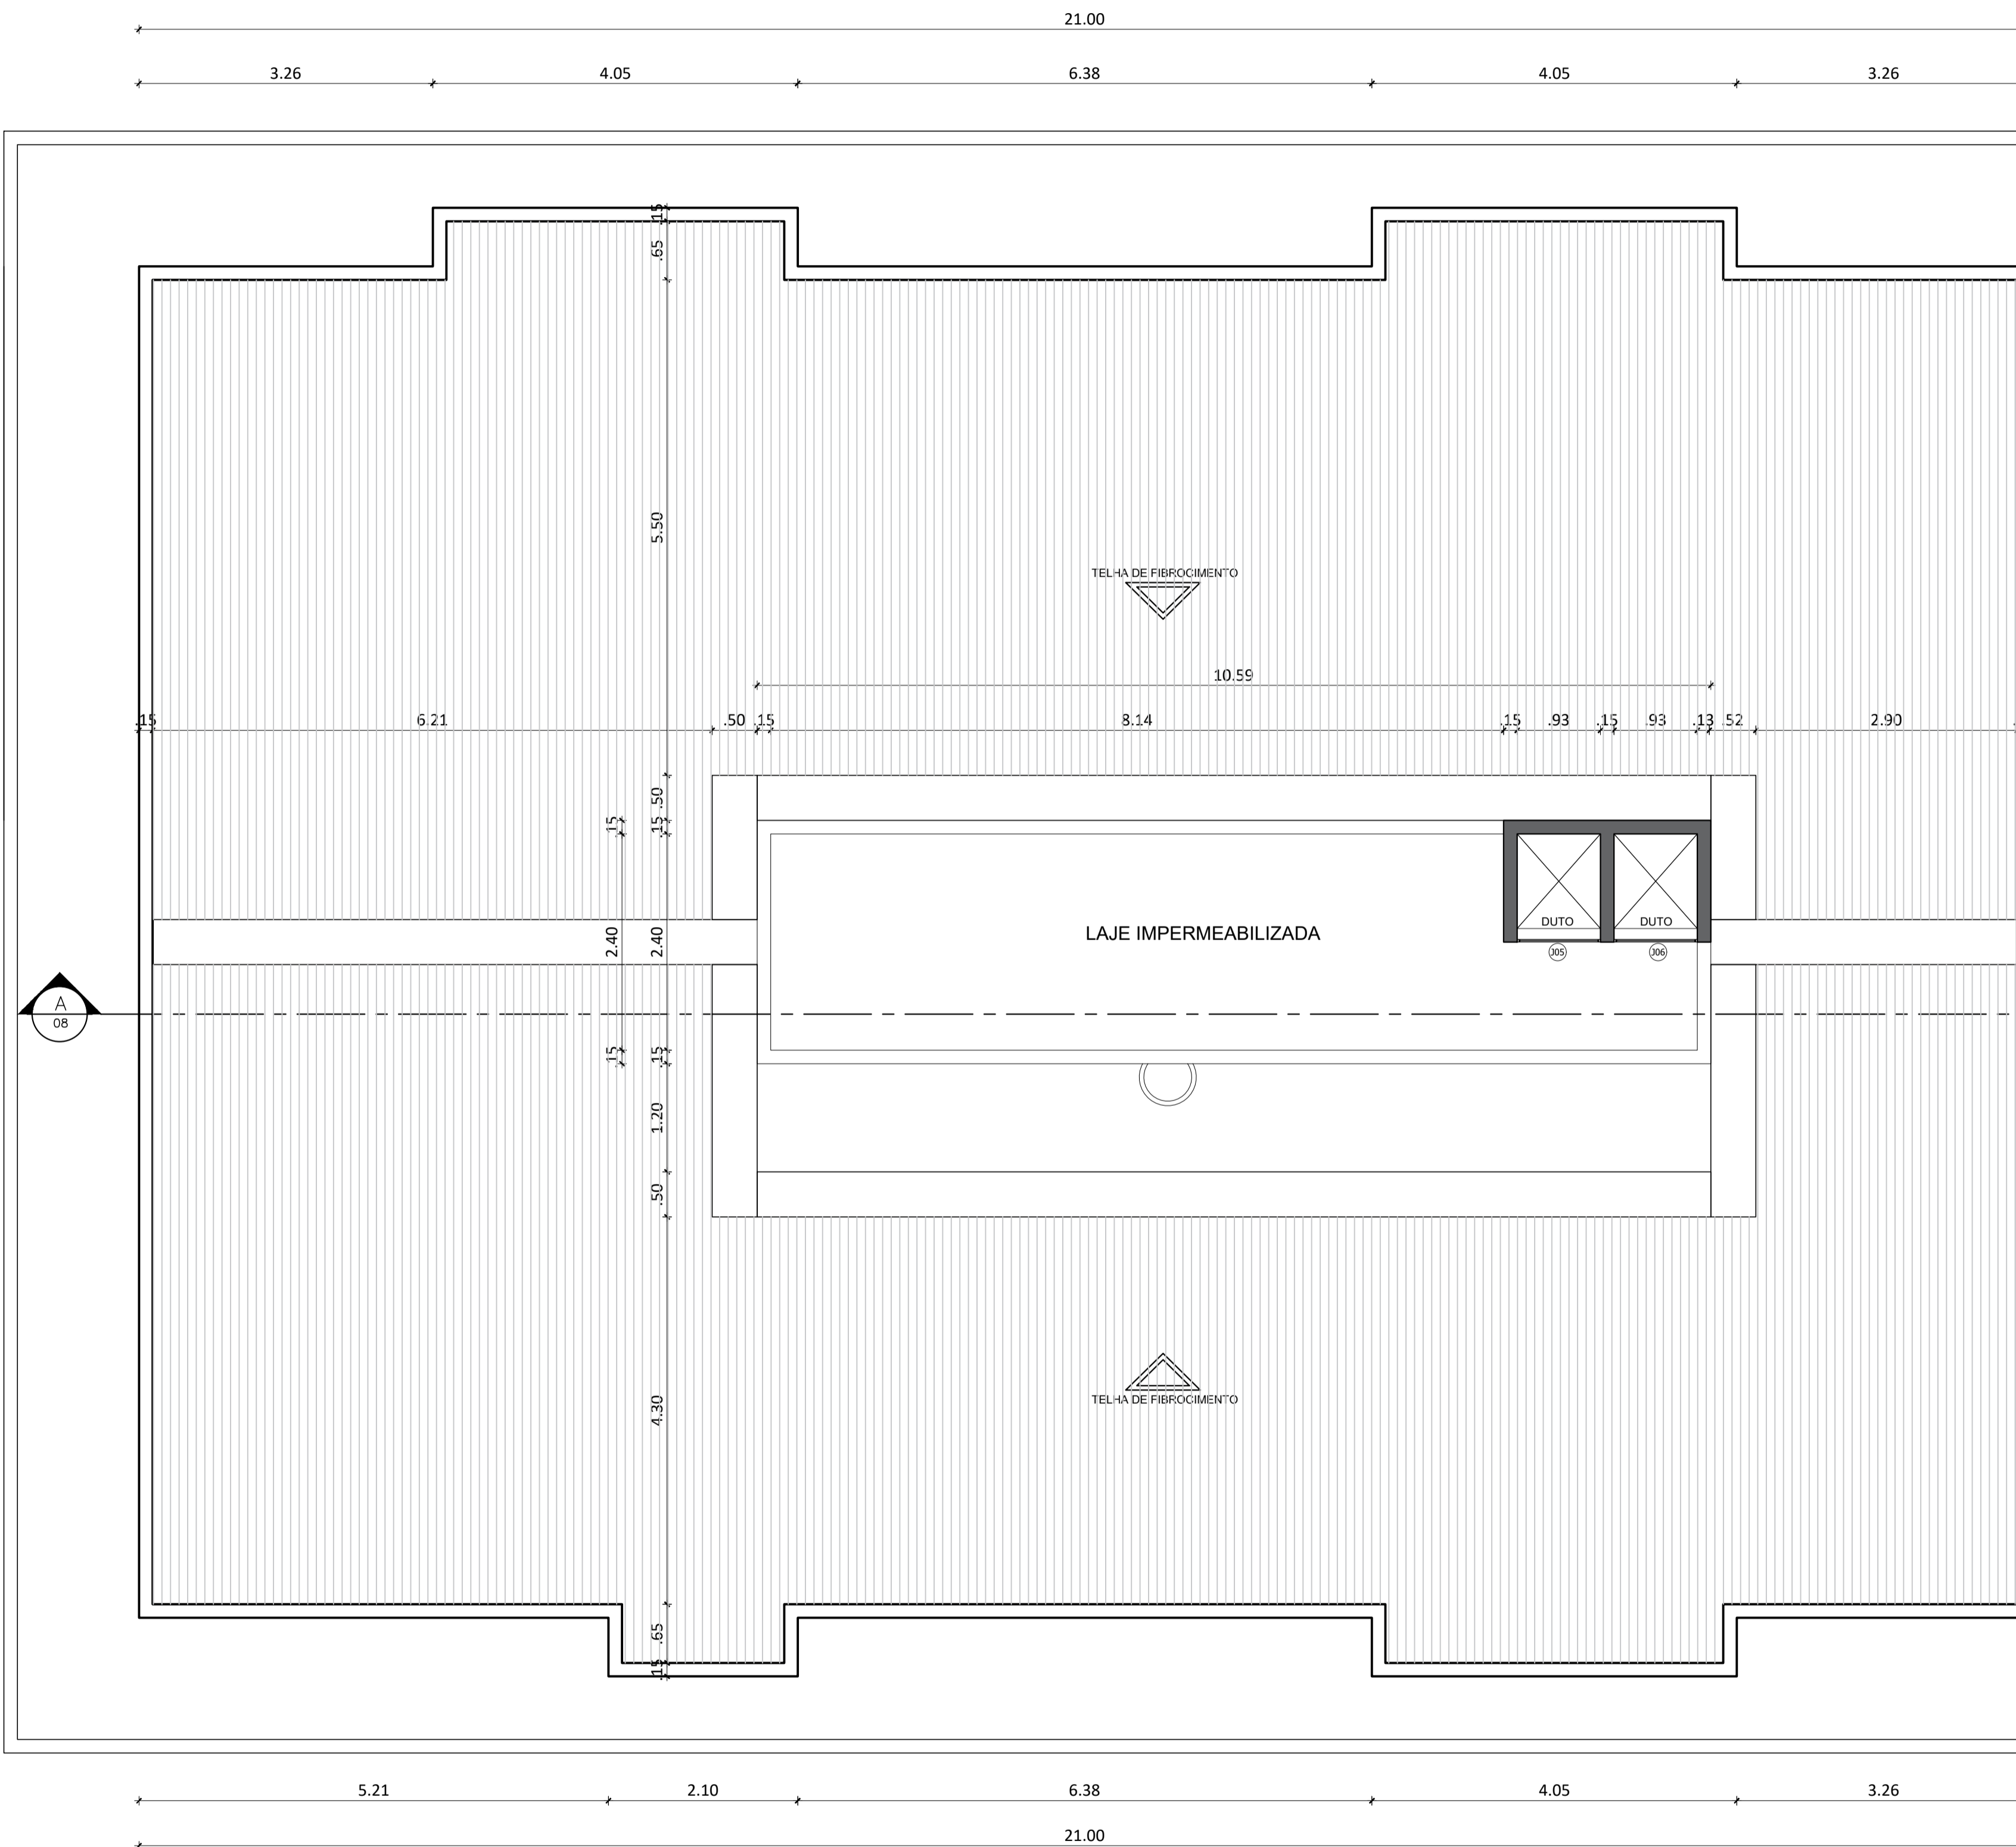 21.00
3.26 4.05 6.38 4.05 3.26
.15
.65
5.50
TELHA DE FIBROCIMENTO
10.59
.15 6.21 .50 .15 8.14 .15 .93 .15 .93 .13 .52 2.90
.50
.15 .15
DUTO DUTO
LAJE IMPERMEABILIZADA
2.40 2.40
J05 J06
A
08
.15 .15
1.20
.50
TELHA DE FIBROCIMENTO
4.30
.65
.15
5.21 2.10 6.38 4.05 3.26
21.00